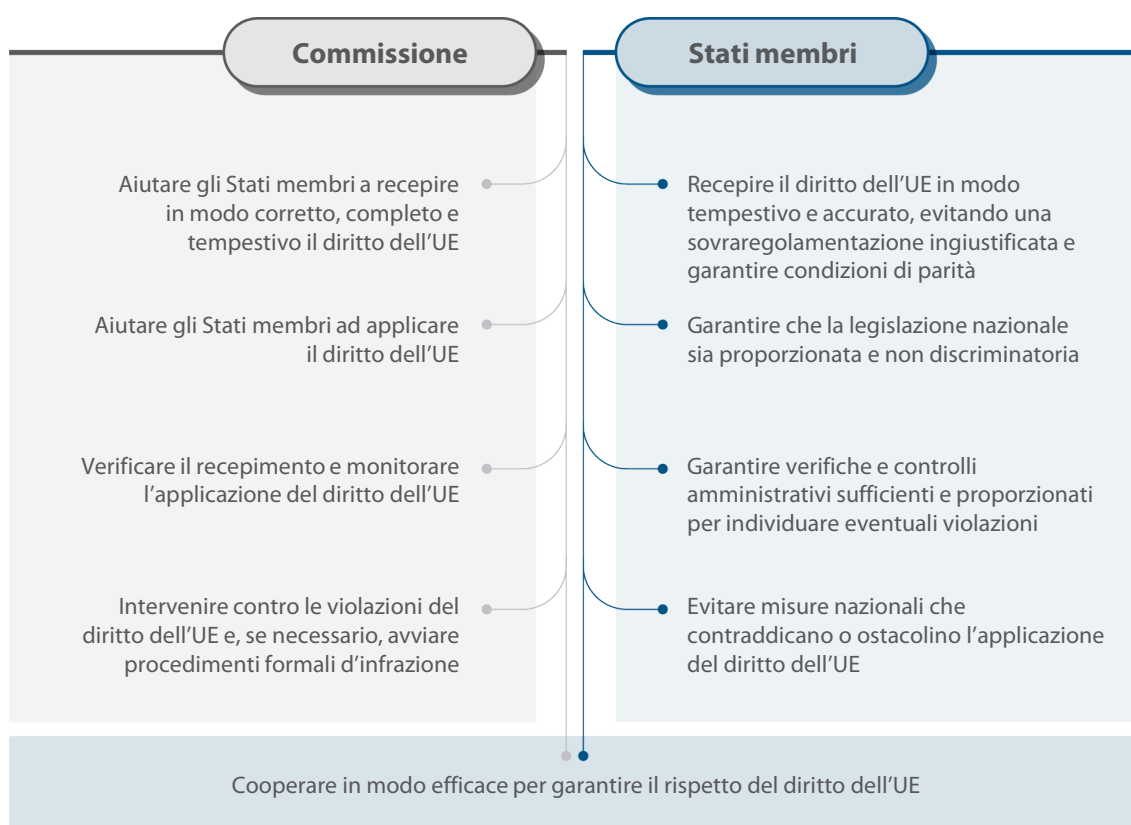 Commissione
Aiutare gli Stati membri a recepire
in modo corretto, completo e
tempestivo il diritto dell’UE
Aiutare gli Stati membri ad applicare
il diritto dell’UE
Verificare il recepimento e monitorare
l’applicazione del diritto dell’UE
Intervenire contro le violazioni del
diritto dell’UE e, se necessario, avviare
procedimenti formali d’infrazione
Stati membri
Recepire il diritto dell’UE in modo
tempestivo e accurato, evitando una
sovraregolamentazione ingiustificata e
garantire condizioni di parità
Garantire che la legislazione nazionale
sia proporzionata e non discriminatoria
Garantire verifiche e controlli
amministrativi sufficienti e proporzionati
per individuare eventuali violazioni
Evitare misure nazionali che
contraddicano o ostacolino l’applicazione
del diritto dell’UE
Cooperare in modo efficace per garantire il rispetto del diritto dell’UE